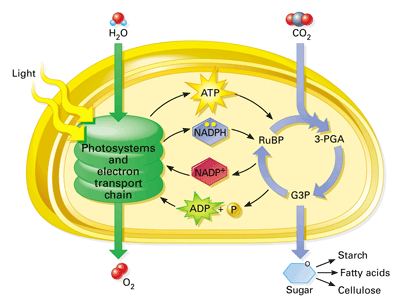 H2O
CO2
Light
ATP
NADPH
RuBP
3-PGA
Photosystems
and
electron
transport
chain
NADP+
G3P
ADP + P
O2
Sugar
O
Starch
Fatty acids
Cellulose